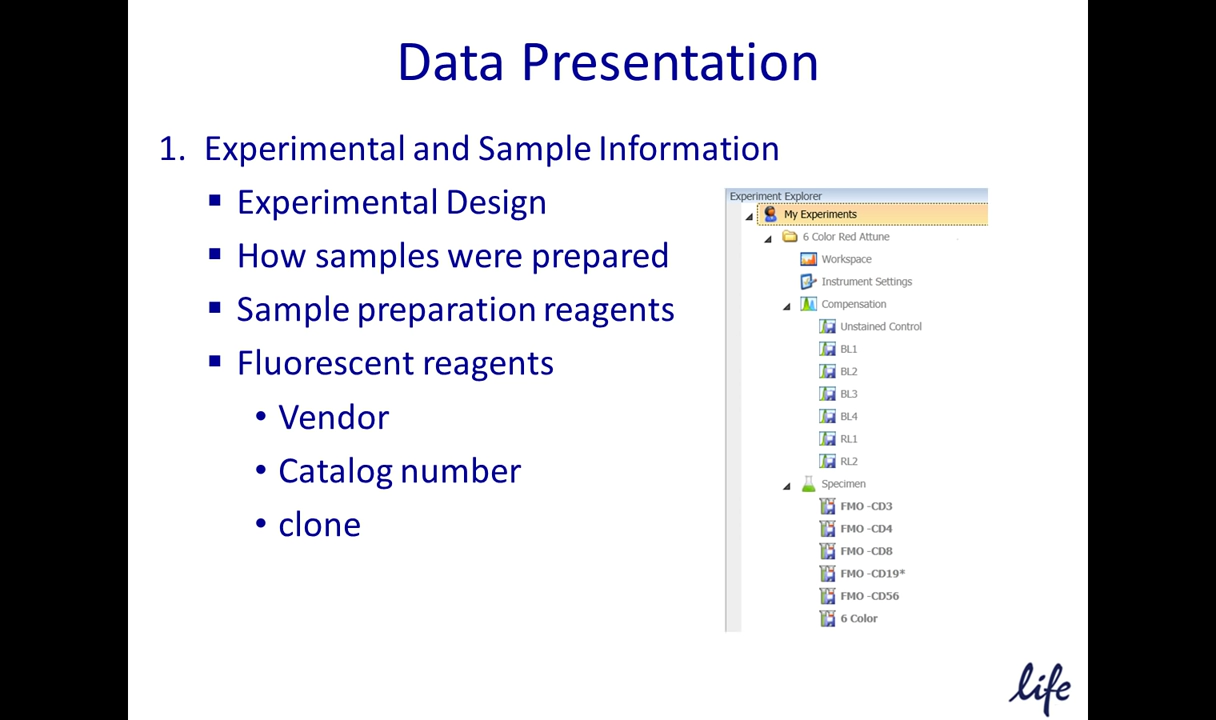 Data Presentation
1. Experimental and Sample Information
▪ Experimental Design
▪ How samples were prepared
▪ Sample preparation reagents
▪ Fluorescent reagents
• Vendor
• Catalog number
• clone
Experiment Explorer
My Experiments
6 Color Red Attune
Workspace
Instrument Settings
Compensation
Unstained Control
BL1
BL2
BL3
BL4
RL1
RL2
Specimen
FMO -CD3
FMO -CD4
FMO -CD8
FMO -CD19*
FMO -CD56
6 Color
life